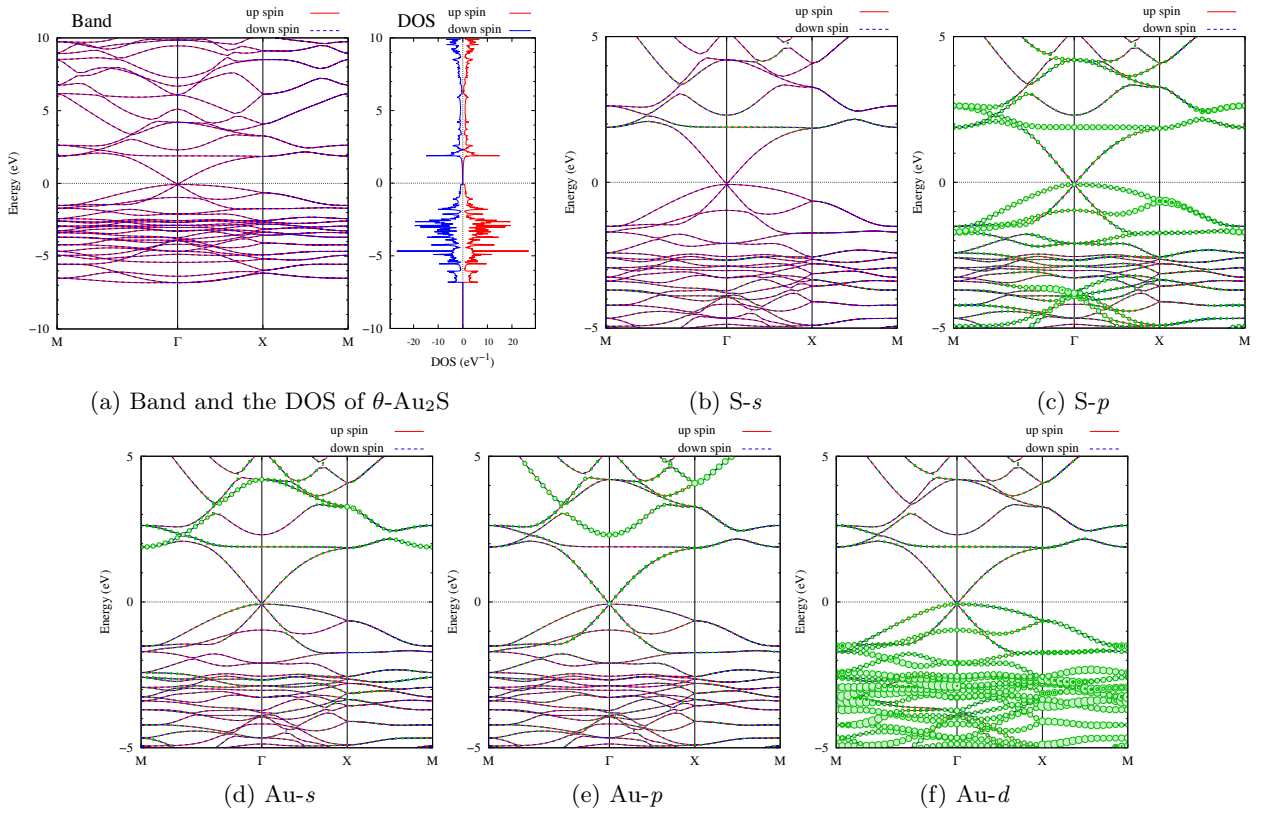 Band
up spin
down spin
10
5
0
−5
−10
Energy (eV)
M Γ X M
DOS
up spin
down spin
10
5
0
−5
−10
-20 -10 0 10 20
DOS (eV⁻¹)
(a) Band and the DOS of θ-Au₂S
up spin
down spin
5
0
−5
Energy (eV)
M Γ X M
(b) S-s
up spin
down spin
5
0
−5
Energy (eV)
M Γ X M
(c) S-p
up spin
down spin
5
0
−5
Energy (eV)
M Γ X M
(d) Au-s
up spin
down spin
5
0
−5
Energy (eV)
M Γ X M
(e) Au-p
up spin
down spin
5
0
−5
Energy (eV)
M Γ X M
(f) Au-d